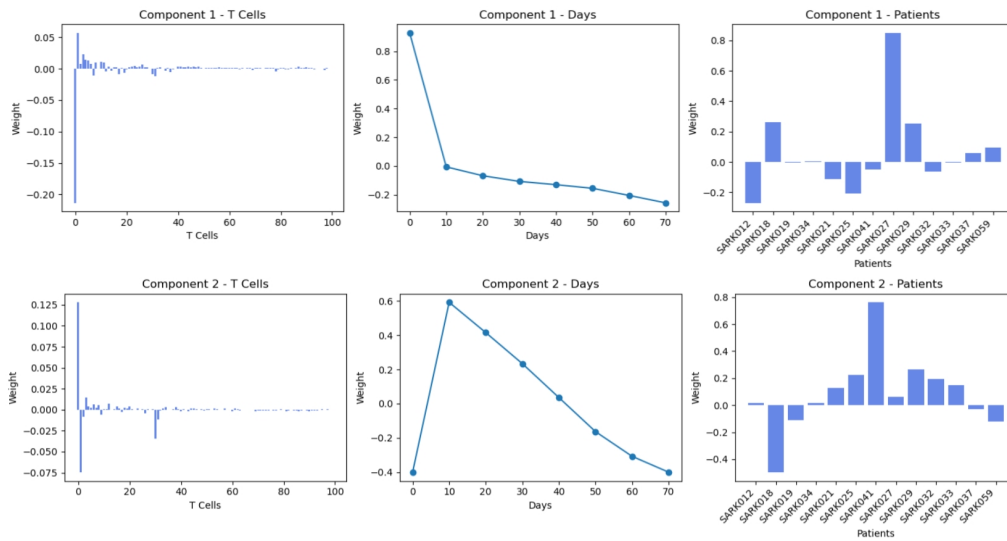 Component 1 - T Cells
Weight
0.05
0.00
−0.05
−0.10
−0.15
−0.20
0 20 40 60 80 100
T Cells
Component 1 - Days
Weight
0.8
0.6
0.4
0.2
0.0
−0.2
0 10 20 30 40 50 60 70
Days
Component 1 - Patients
Weight
0.8
0.6
0.4
0.2
0.0
−0.2
SARK012 SARK018 SARK019 SARK034 SARK021 SARK025 SARK041 SARK027 SARK029 SARK032 SARK033 SARK037 SARK059
Patients
Component 2 - T Cells
Weight
0.125
0.100
0.075
0.050
0.025
0.000
−0.025
−0.050
−0.075
0 20 40 60 80 100
T Cells
Component 2 - Days
Weight
0.6
0.4
0.2
0.0
−0.2
−0.4
0 10 20 30 40 50 60 70
Days
Component 2 - Patients
Weight
0.8
0.6
0.4
0.2
0.0
−0.2
−0.4
SARK012 SARK018 SARK019 SARK034 SARK021 SARK025 SARK041 SARK027 SARK029 SARK032 SARK033 SARK037 SARK059
Patients